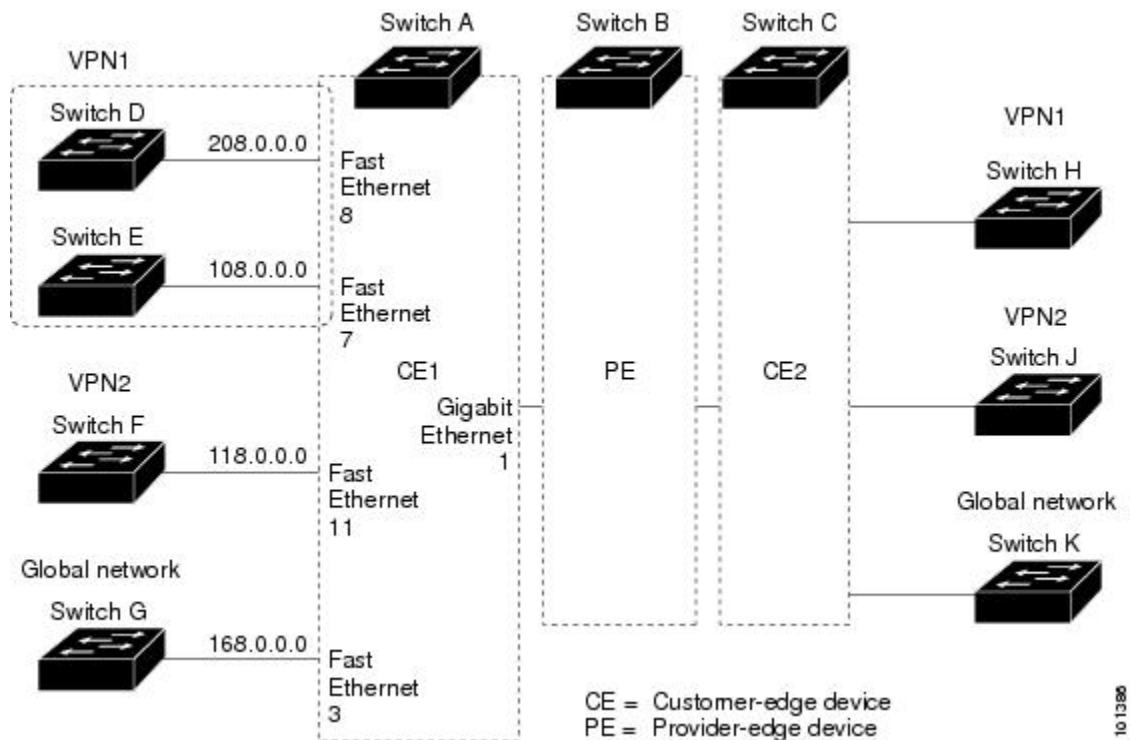 Switch A
Switch B
Switch C
VPN1
Switch D
208.0.0.0
Fast
Ethernet
8
Switch E
108.0.0.0
Fast
Ethernet
7
VPN2
Switch F
118.0.0.0
Fast
Ethernet
11
Global network
Switch G
168.0.0.0
Fast
Ethernet
3
CE1
Gigabit
Ethernet
1
PE
CE2
VPN1
Switch H
VPN2
Switch J
Global network
Switch K
CE = Customer-edge device
PE = Provider-edge device
101386